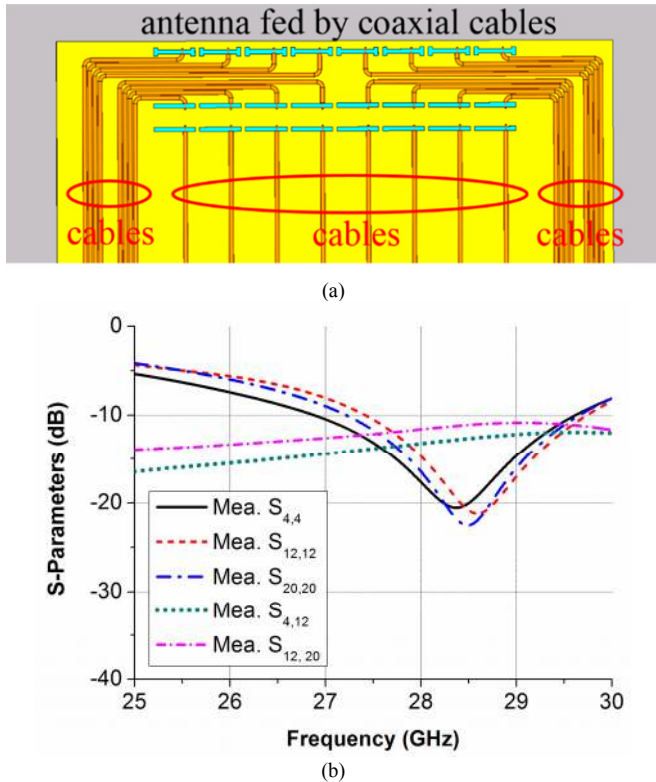 antenna fed by coaxial cables
cables
cables
cables
(a)
0
-10
-20
-30
-40
S-Parameters (dB)
Mea. S4,4
Mea. S12,12
Mea. S20,20
Mea. S4,12
Mea. S12,20
25
26
27
28
29
30
Frequency (GHz)
(b)